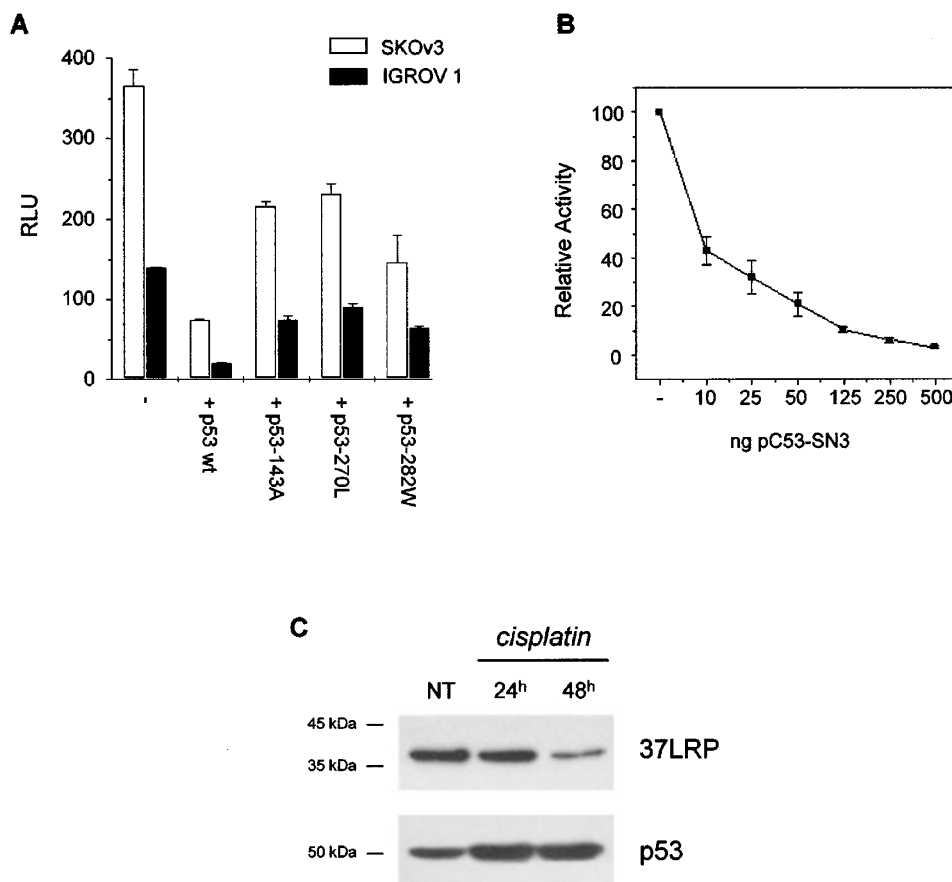 A
SKOv3
IGROV 1
400
300
200
100
0
RLU
-
+ p53 wt
+ p53-143A
+ p53-270L
+ p53-282W
B
100
80
60
40
20
0
Relative Activity
- 10 25 50 125 250 500
ng pC53-SN3
C
cisplatin
NT 24h 48h
45 kDa
35 kDa
37LRP
50 kDa
p53